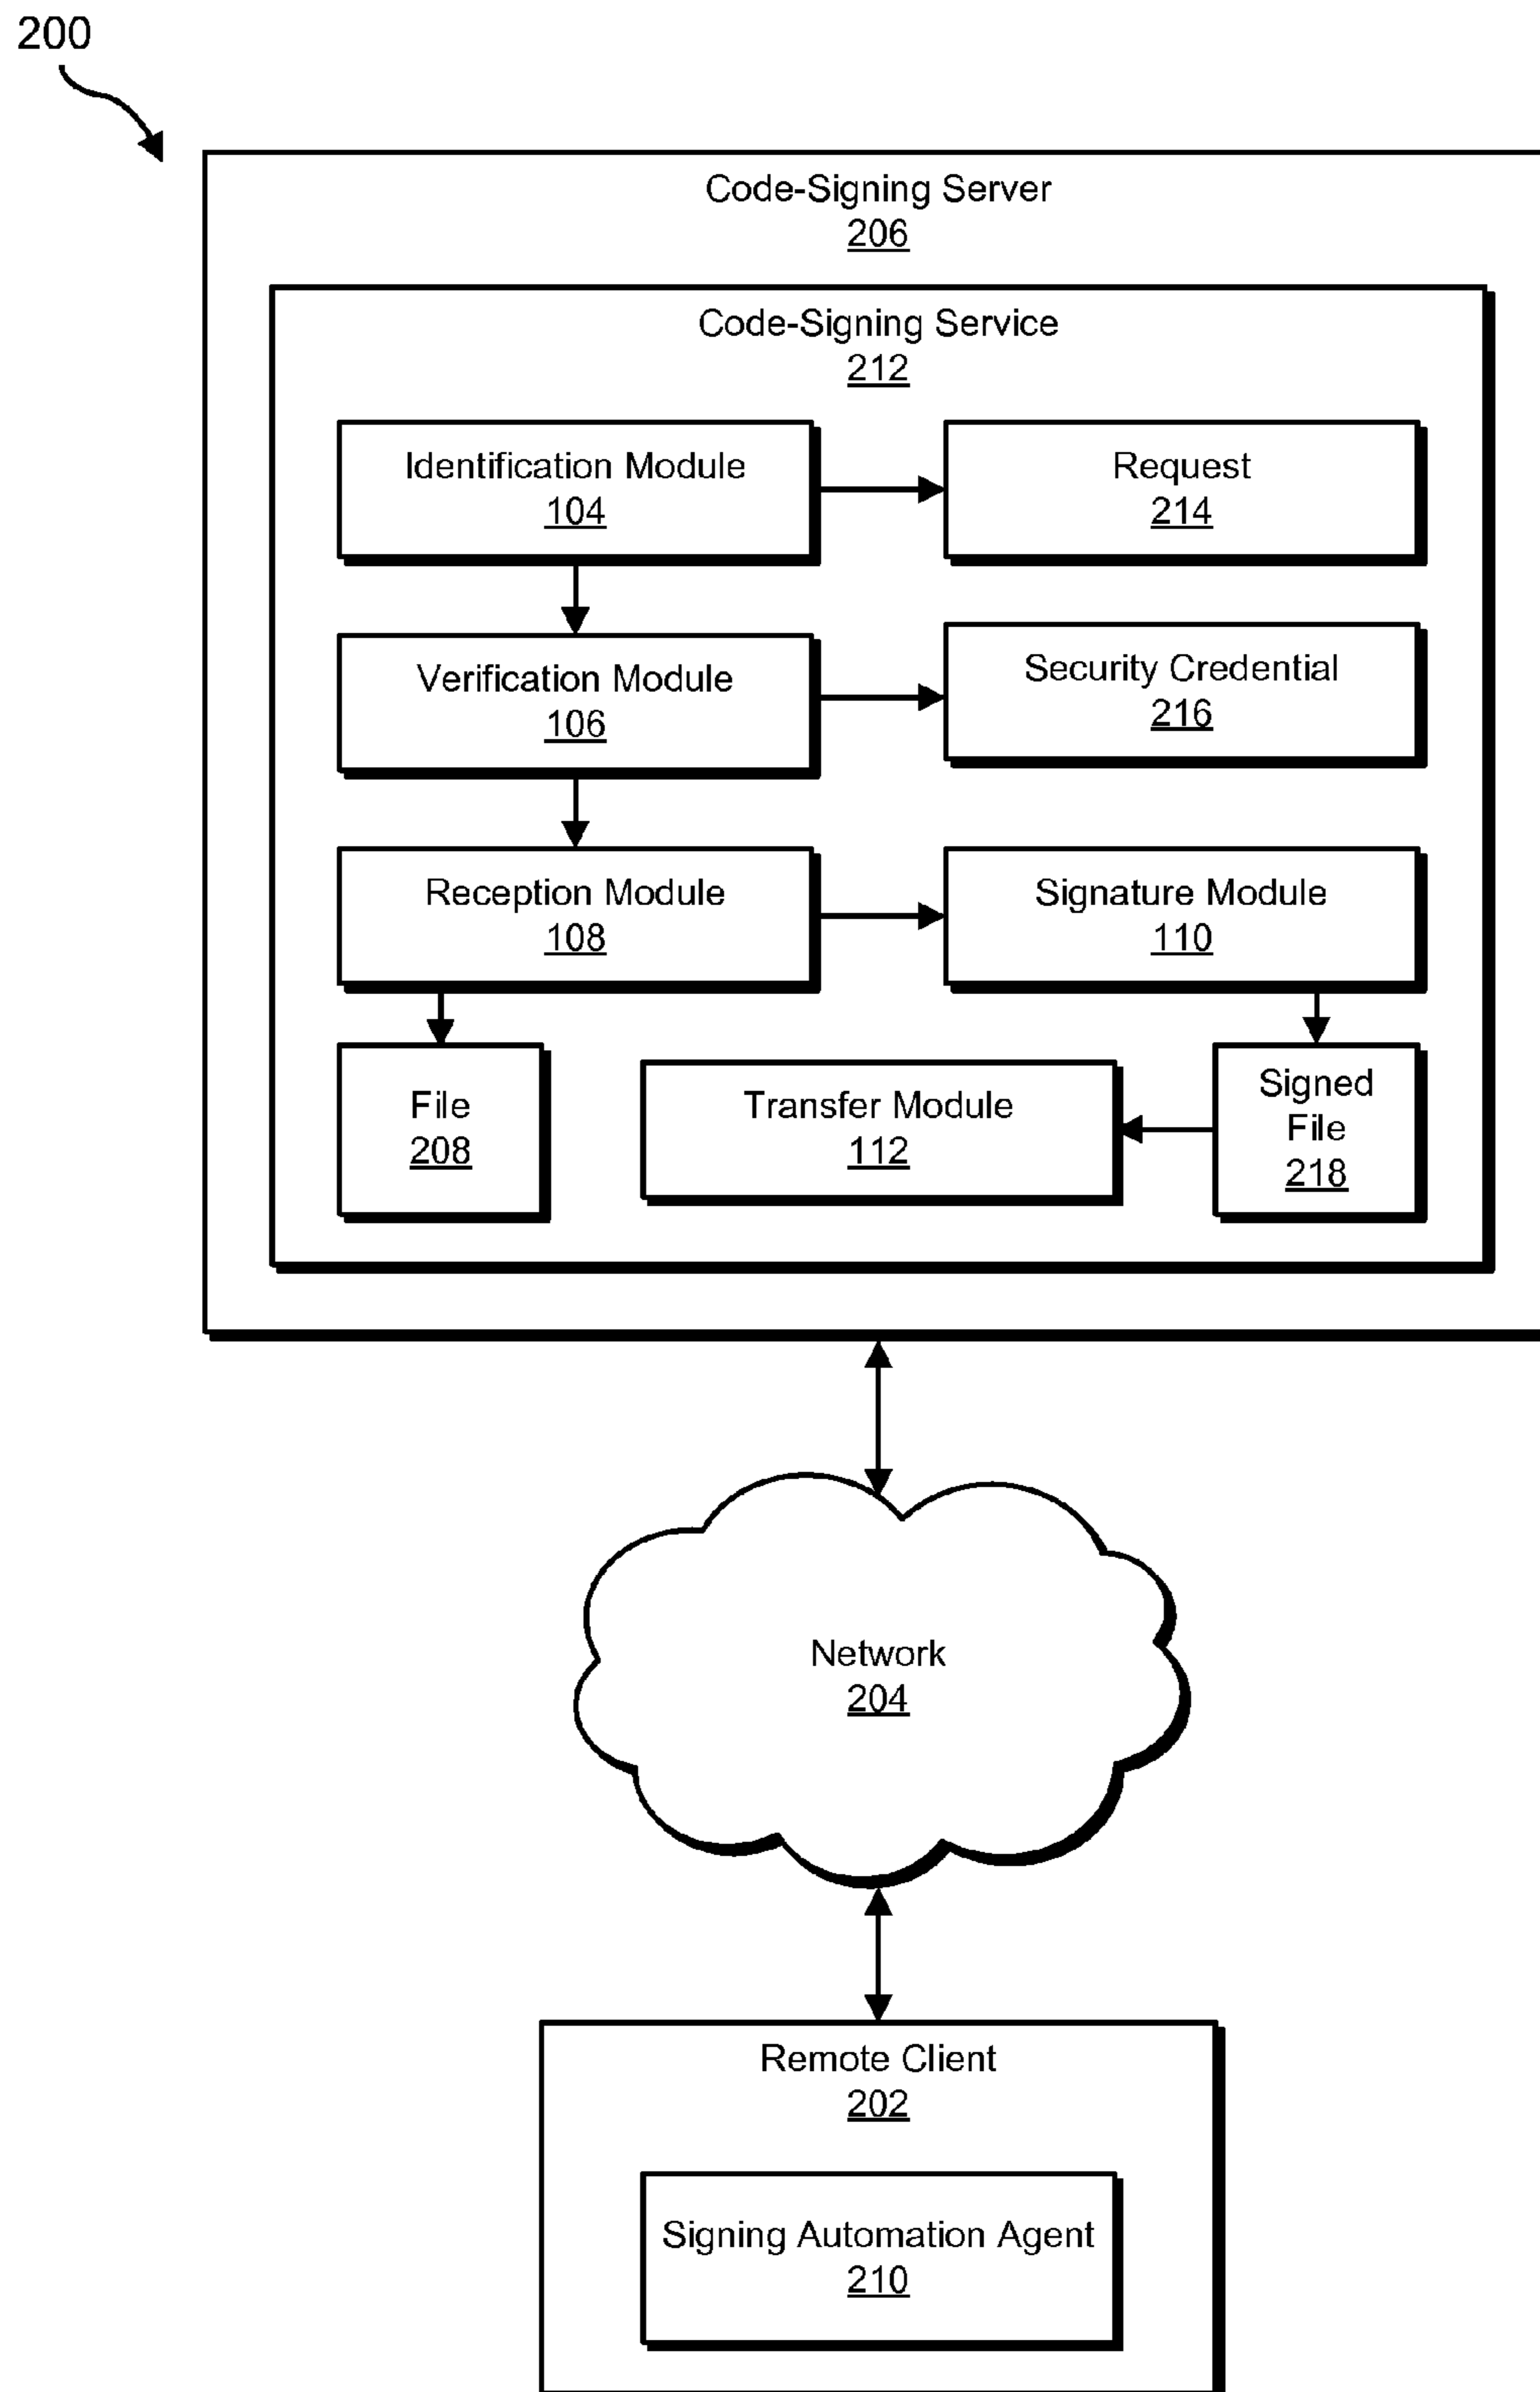 200
Code-Signing Server
206
Code-Signing Service
212
Identification Module
104
Request
214
Verification Module
106
Security Credential
216
Reception Module
108
Signature Module
110
File
208
Transfer Module
112
Signed
File
218
Network
204
Remote Client
202
Signing Automation Agent
210